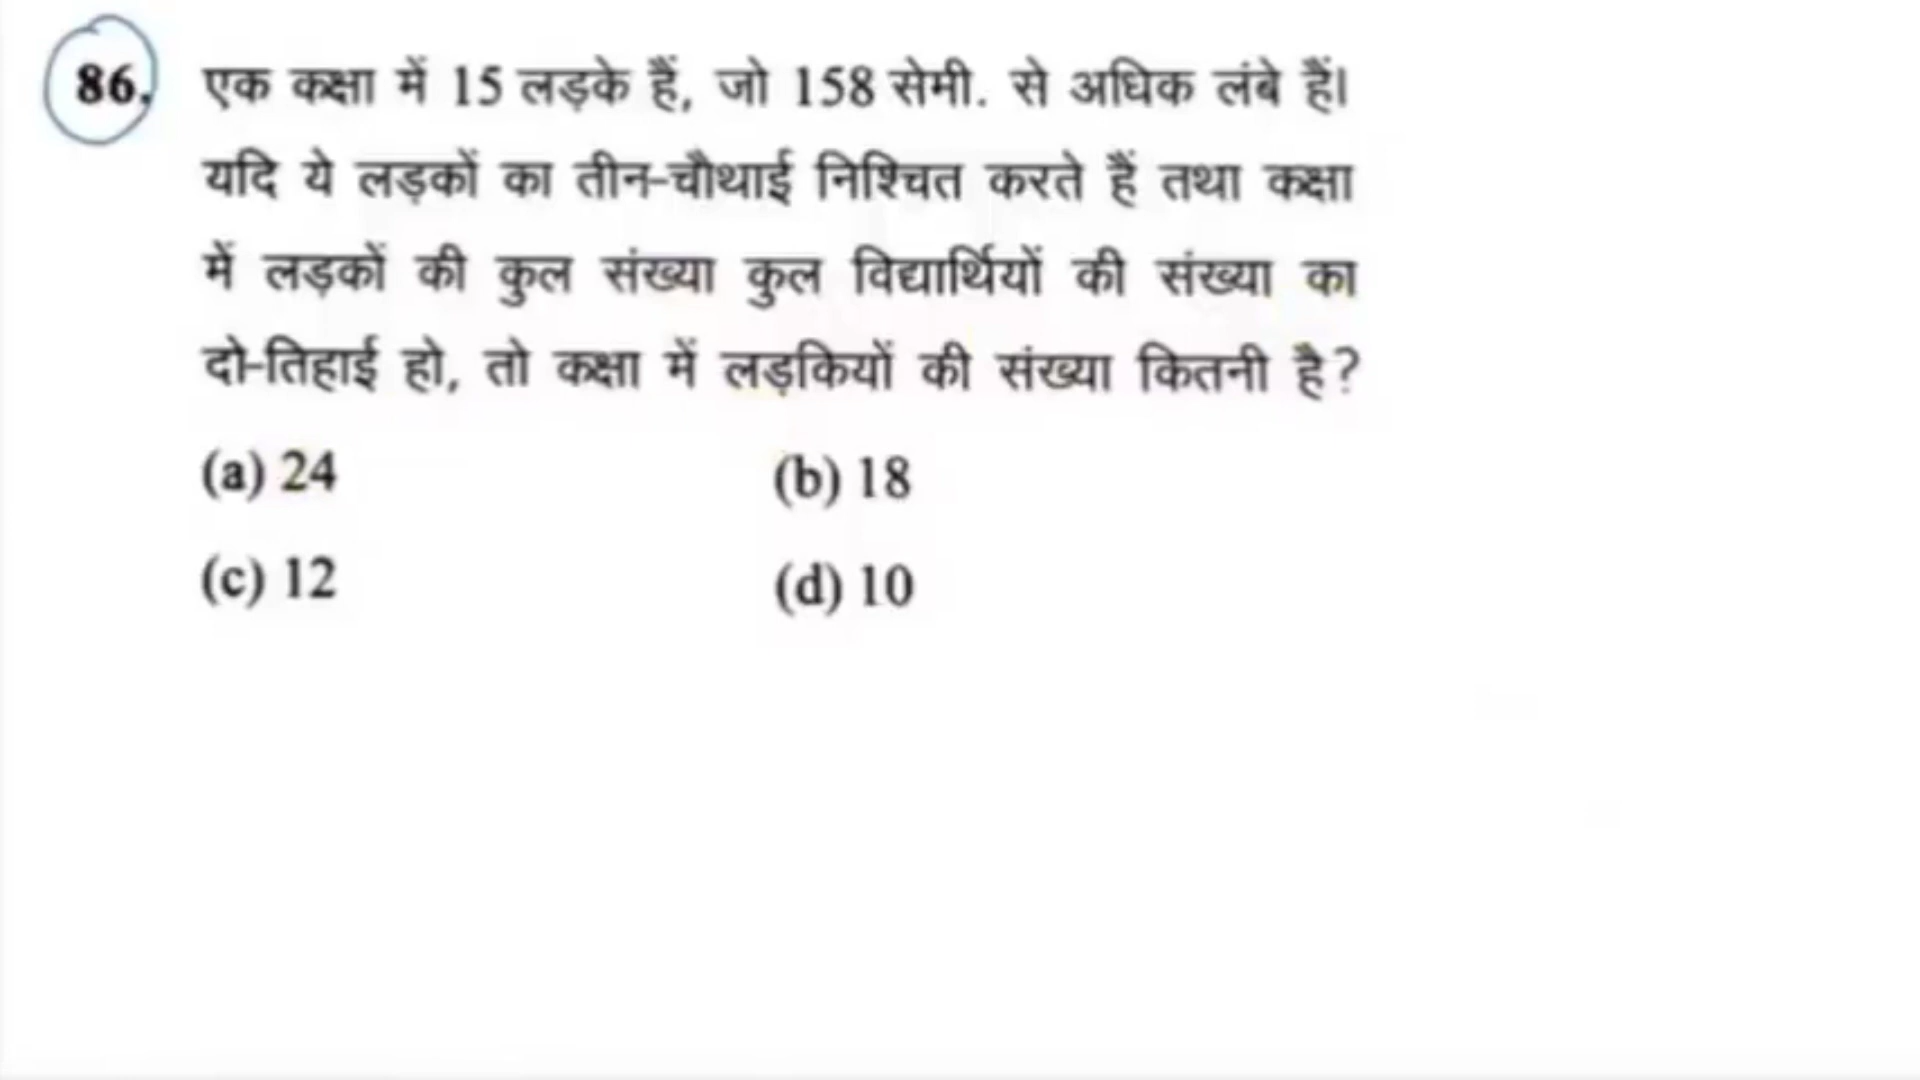 86. एक कक्षा में 15 लड़के हैं, जो 158 सेमी. से अधिक लंबे हैं।
यदि ये लड़कों का तीन-चौथाई निश्चित करते हैं तथा कक्षा
में लड़कों की कुल संख्या कुल विद्यार्थियों की संख्या का
दो-तिहाई हो, तो कक्षा में लड़कियों की संख्या कितनी है?
(a) 24 (b) 18
(c) 12 (d) 10